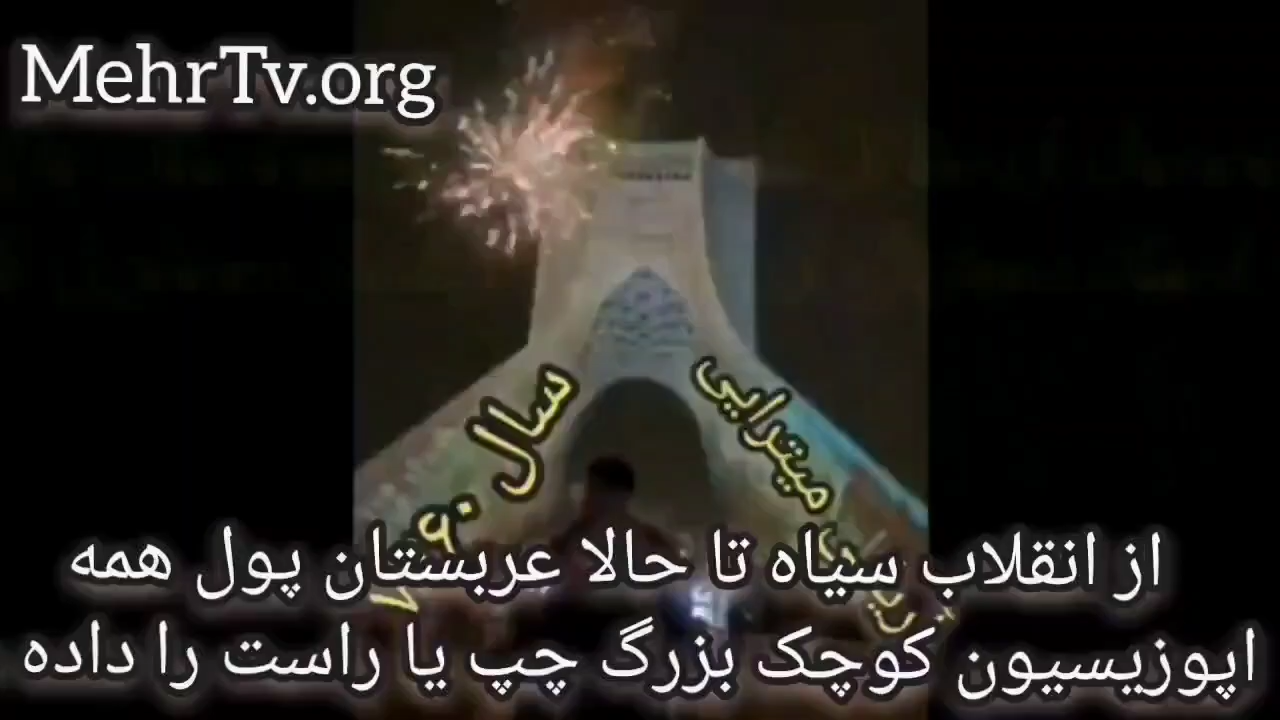 MehrTv.org
میترایی
سال
از انقلاب سیاه تا حالا عربستان پول همه
اپوزیسیون کوچک بزرگ چپ یا راست را داده